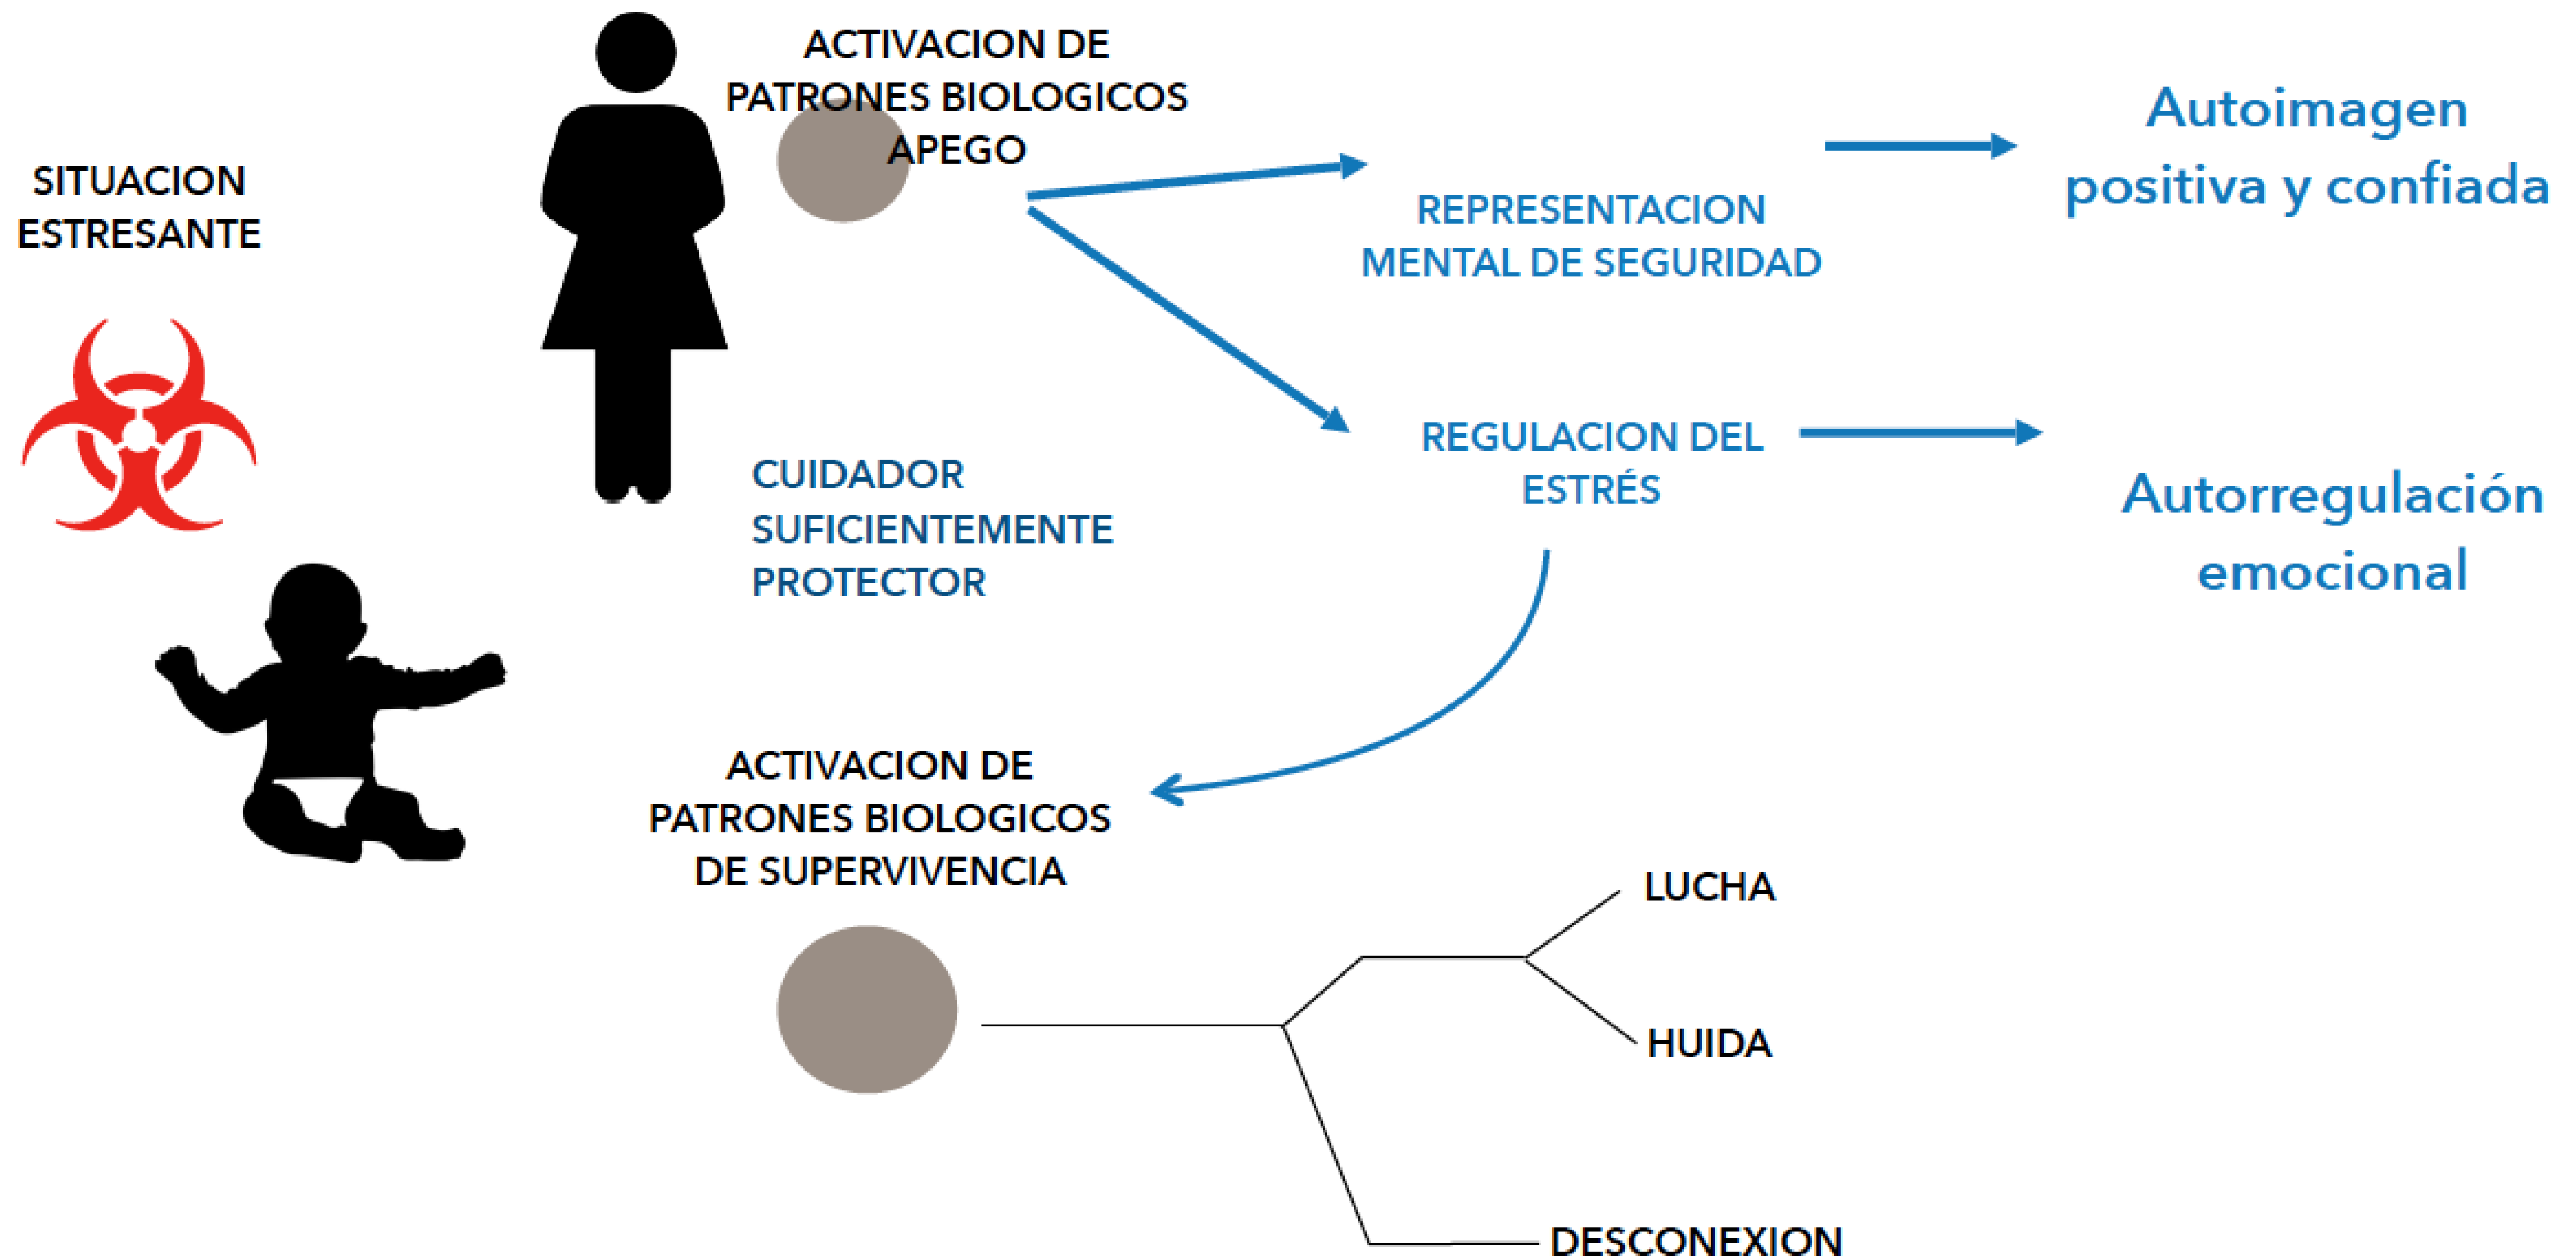 ACTIVACION DE
PATRONES BIOLOGICOS
APEGO
SITUACION
ESTRESANTE
Autoimagen
positiva y confiada
REPRESENTACION
MENTAL DE SEGURIDAD
CUIDADOR
SUFICIENTEMENTE
PROTECTOR
REGULACION DEL
ESTRÉS
Autorregulación
emocional
ACTIVACION DE
PATRONES BIOLOGICOS
DE SUPERVIVENCIA
LUCHA
HUIDA
DESCONEXION